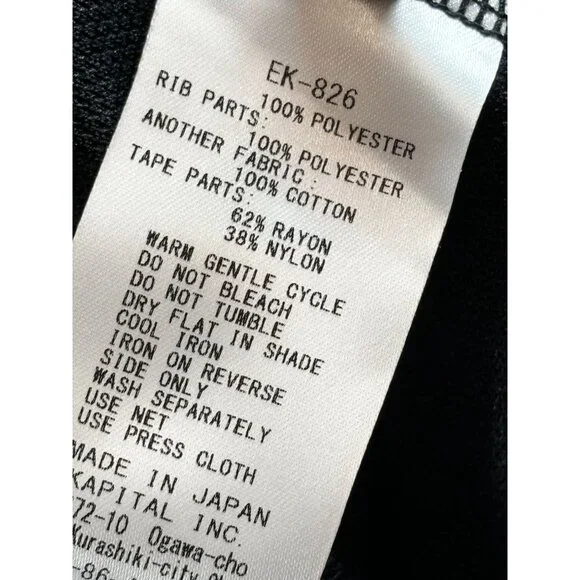 EK-826
100% POLYESTER
RIB PARTS:
100% POLYESTER
ANOTHER FABRIC:
100% COTTON
TAPE PARTS:
62% RAYON
38% NYLON
WARM GENTLE CYCLE
DO NOT BLEACH
DO NOT TUMBLE
DRY FLAT IN SHADE
COOL IRON
IRON ON REVERSE
SIDE ONLY
WASH SEPARATELY
USE NET
USE PRESS CLOTH
MADE IN JAPAN
KAPITAL INC.
72-10 Ogawa-cho
Kurashiki-city
-86-